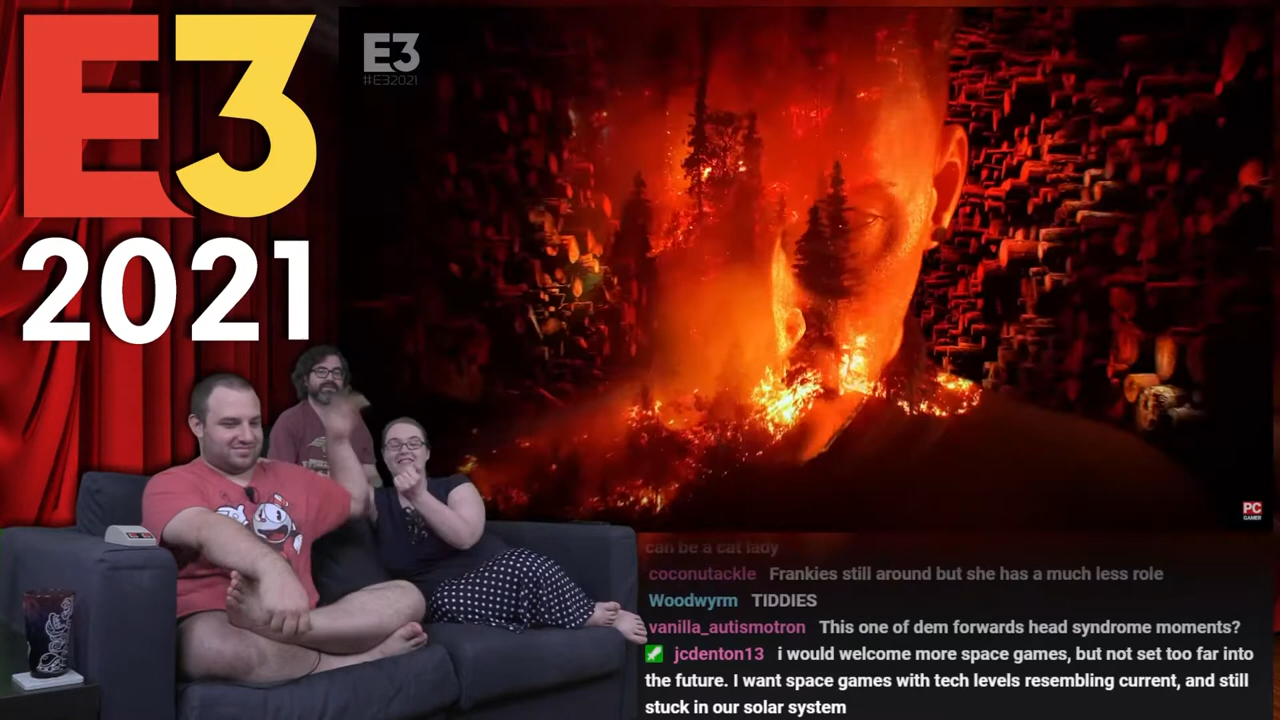 E3
2021
E3
#E32021
PC
GAMER
can be a cat lady
coconutackle Frankies still around but she has a much less role
Woodwyrm TIDDIES
vanilla_autismotron This one of dem forwards head syndrome moments?
jcdenton13 i would welcome more space games, but not set too far into
the future. I want space games with tech levels resembling current, and still
stuck in our solar system